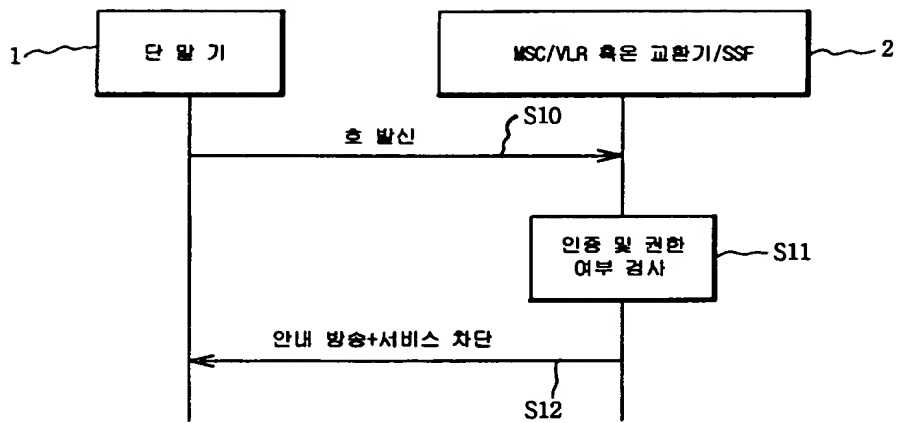 1
단 말 기
MSC/VLR 혹은 교환기/SSF
2
호 발신
S10
인증 및 권한
여부 검사
S11
안내 방송+서비스 차단
S12